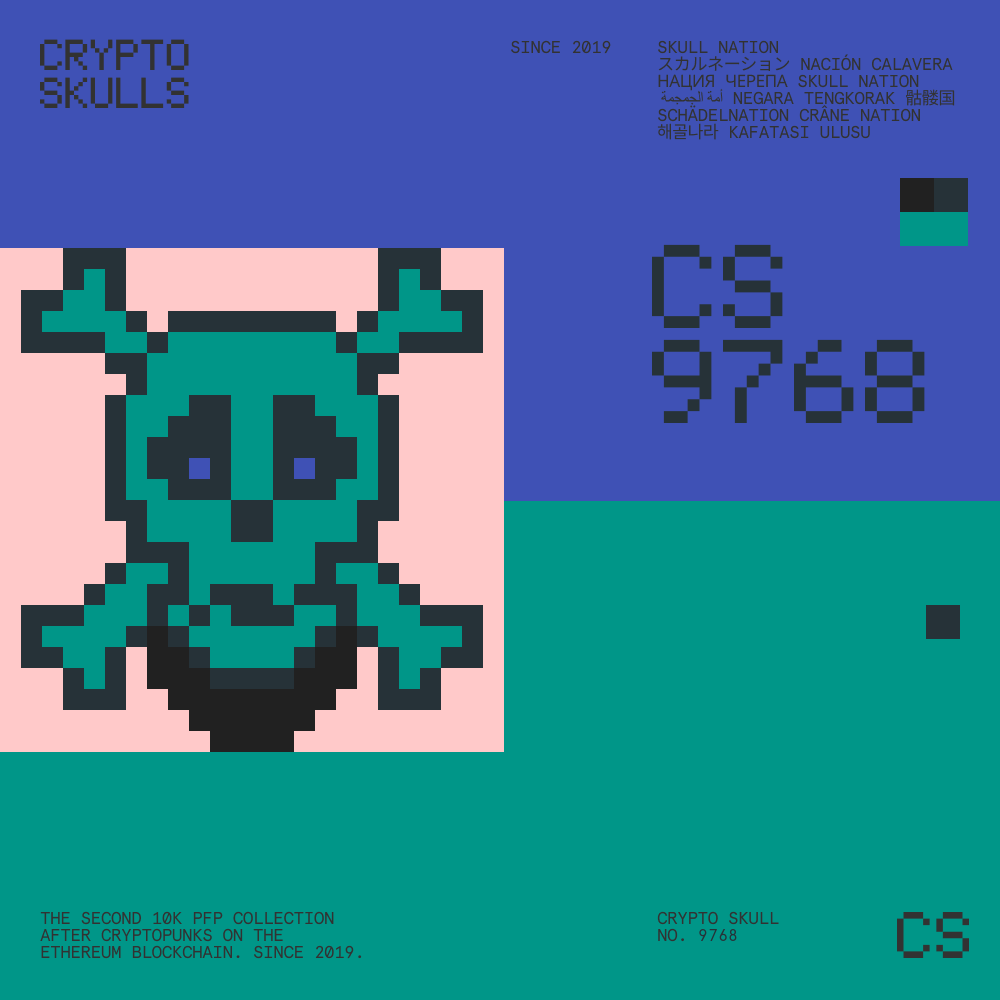 CRYPTO
SKULLS
SINCE 2019
SKULL NATION
スカルネーション NACIÓN CALAVERA
НАЦИЯ ЧЕРЕПА SKULL NATION
أمة الجمجمة NEGARA TENGKORAK 骷髅国
SCHÄDELNATION CRÂNE NATION
해골나라 KAFATASI ULUSU
CS
9768
THE SECOND 10K PFP COLLECTION
AFTER CRYPTOPUNKS ON THE
ETHEREUM BLOCKCHAIN. SINCE 2019.
CRYPTO SKULL
NO. 9768
CS